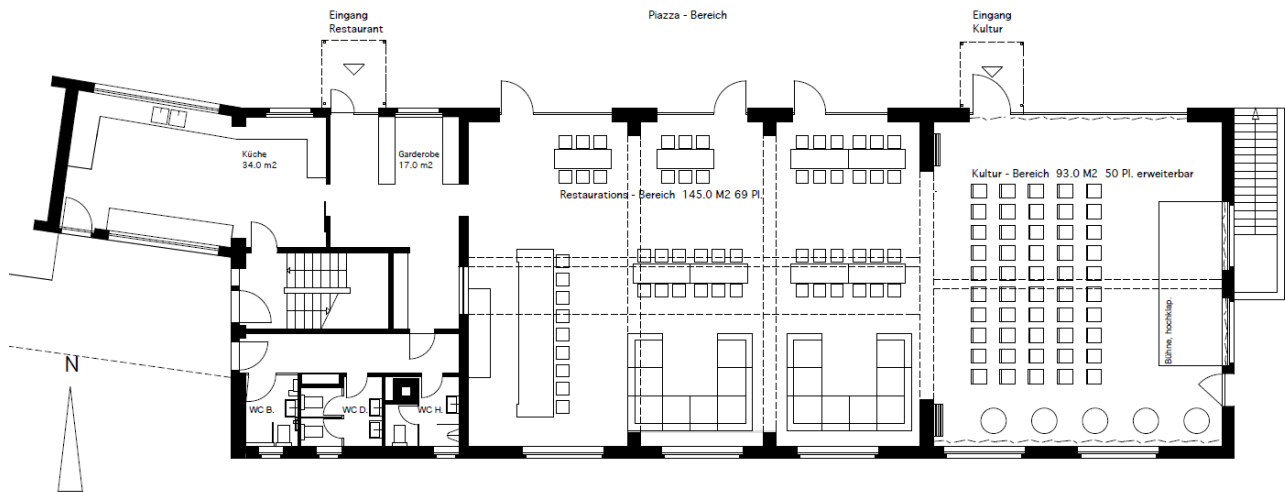 Eingang
Restaurant
Piazza - Bereich
Eingang
Kultur
Küche
34.0 m2
Garderobe
17.0 m2
Restaurations - Bereich 145.0 M2 69 Pl.
Kultur - Bereich 93.0 M2 50 Pl. erweiterbar
Bühne, hochklap.
N
WC B.
WC D.
WC H.